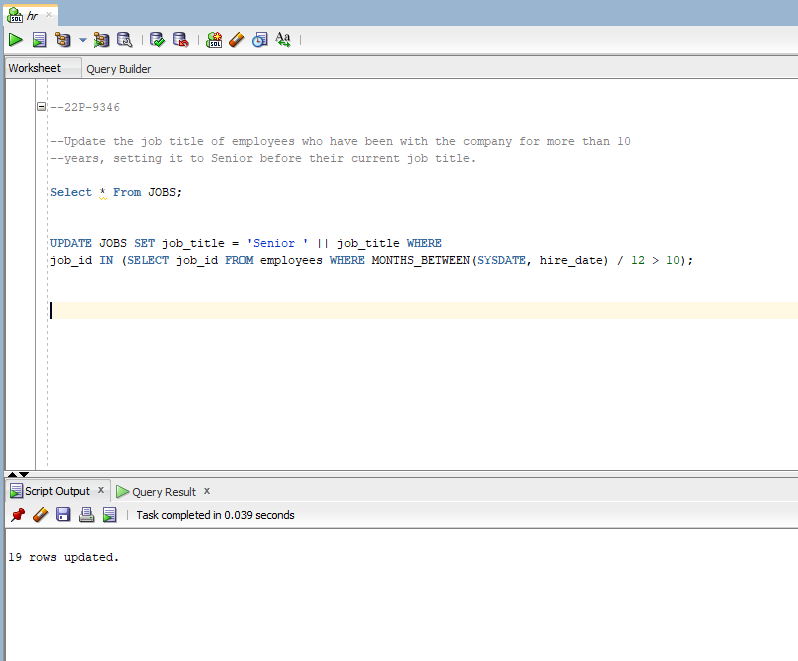 hr
Worksheet
Query Builder
--22P-9346
--Update the job title of employees who have been with the company for more than 10
--years, setting it to Senior before their current job title.
Select * From JOBS;
UPDATE JOBS SET job_title = 'Senior ' || job_title WHERE
job_id IN (SELECT job_id FROM employees WHERE MONTHS_BETWEEN(SYSDATE, hire_date) / 12 > 10);
Script Output x
Query Result x
Task completed in 0.039 seconds
19 rows updated.